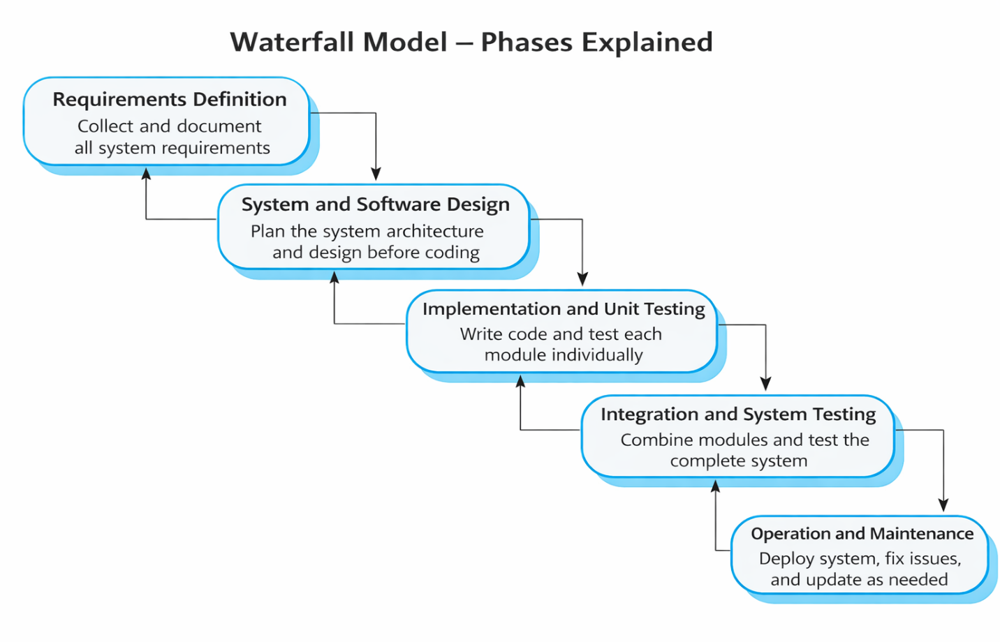 Waterfall Model – Phases Explained
Requirements Definition
Collect and document
all system requirements
System and Software Design
Plan the system architecture
and design before coding
Implementation and Unit Testing
Write code and test each
module individually
Integration and System Testing
Combine modules and test the
complete system
Operation and Maintenance
Deploy system, fix issues,
and update as needed